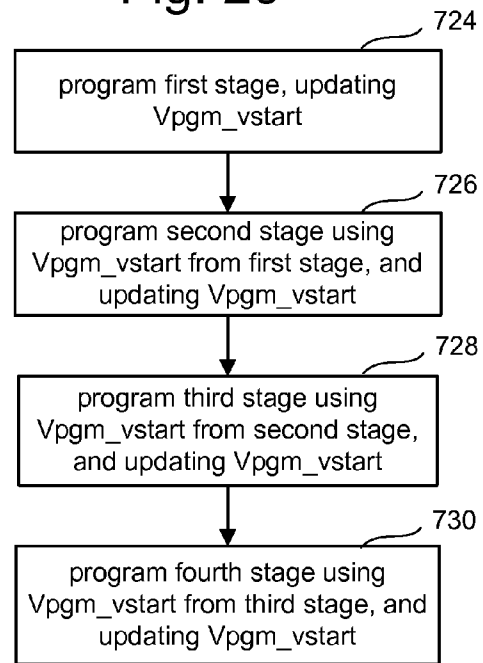 Fig.
724
program first stage, updating
Vpgm_vstart
726
program second stage using
Vpgm_vstart from first stage, and
updating Vpgm_vstart
728
program third stage using
Vpgm_vstart from second stage,
and updating Vpgm_vstart
730
program fourth stage using
Vpgm_vstart from third stage, and
updating Vpgm_vstart